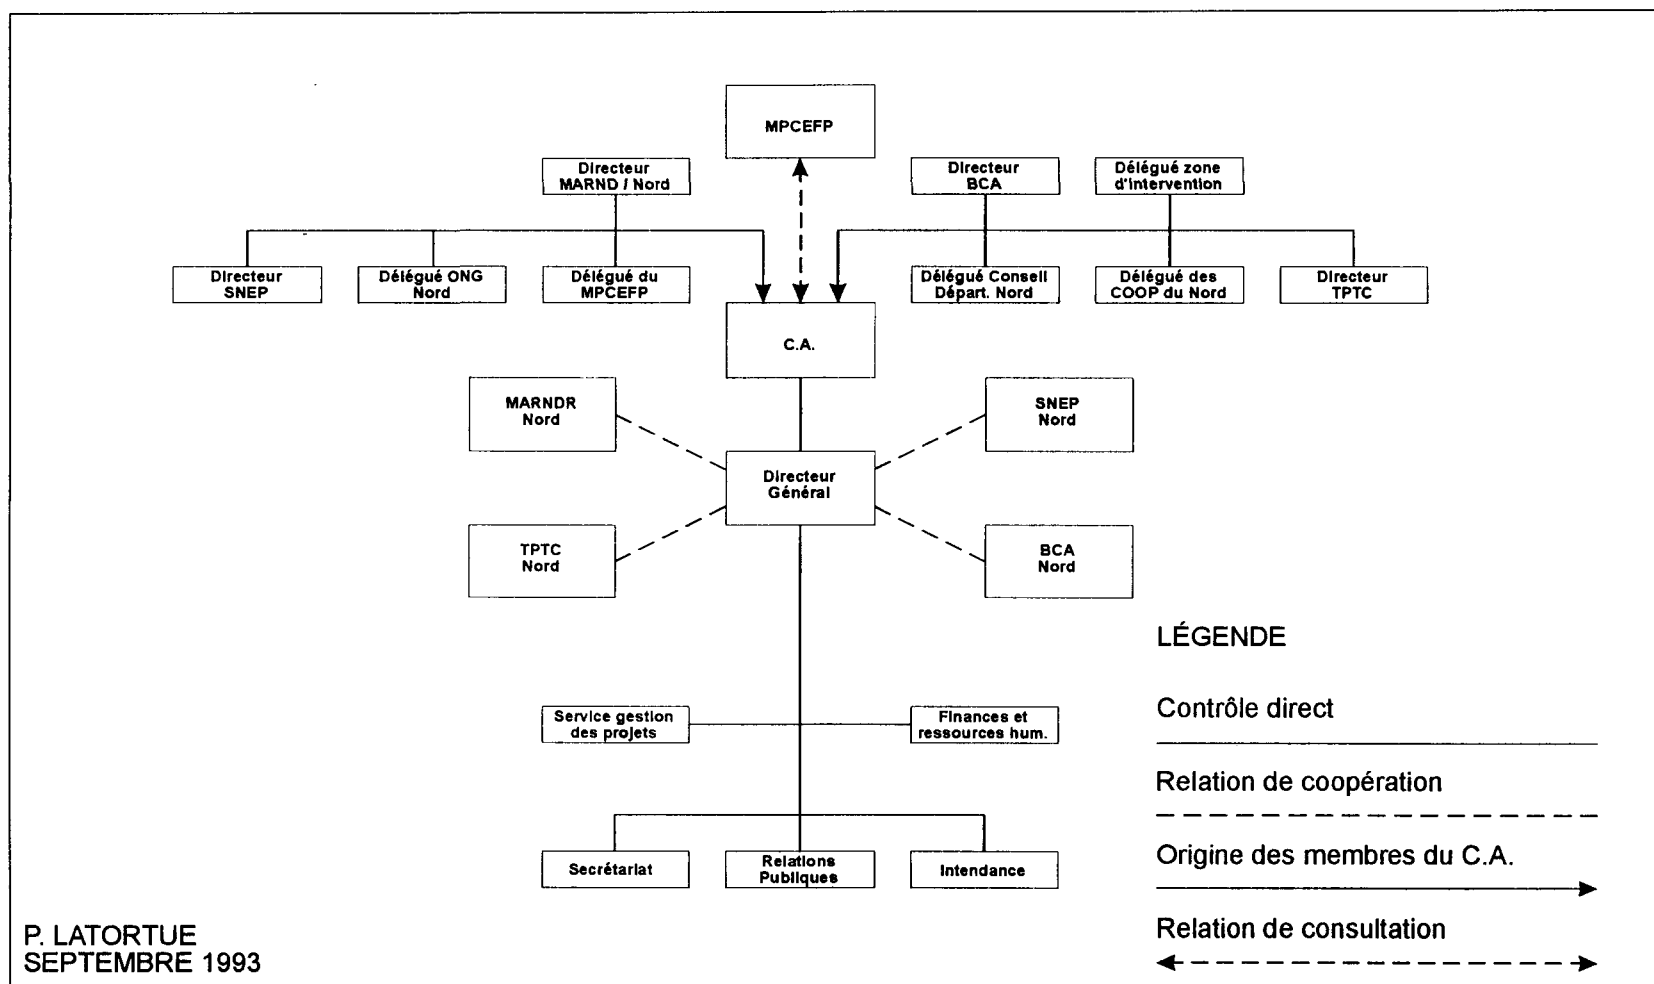 MPCEFP
Directeur
MARND / Nord
Directeur
BCA
Délégué zone
d'intervention
Directeur
SNEP
Délégué ONG
Nord
Délégué du
MPCEFP
Délégué Conseil
Départ. Nord
Délégué des
COOP du Nord
Directeur
TPTC
C.A.
MARNDR
Nord
SNEP
Nord
Directeur
Général
TPTC
Nord
BCA
Nord
LÉGENDE
Contrôle direct
Relation de coopération
Origine des membres du C.A.
Relation de consultation
Service gestion
des projets
Finances et
ressources hum.
Secrétariat
Relations
Publiques
Intendance
P. LATORTUE
SEPTEMBRE 1993